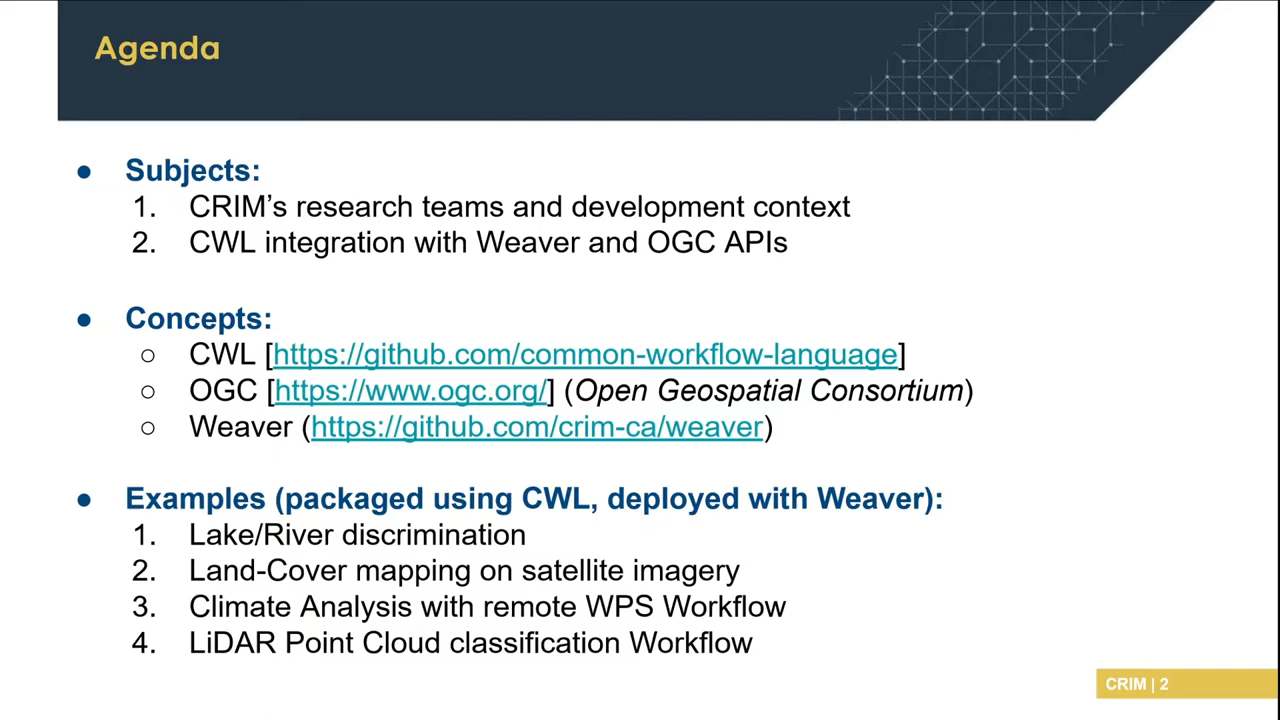 Agenda
● Subjects:
1. CRIM’s research teams and development context
2. CWL integration with Weaver and OGC APIs
● Concepts:
○ CWL [https://github.com/common-workflow-language]
○ OGC [https://www.ogc.org/] (Open Geospatial Consortium)
○ Weaver (https://github.com/crim-ca/weaver)
● Examples (packaged using CWL, deployed with Weaver):
1. Lake/River discrimination
2. Land-Cover mapping on satellite imagery
3. Climate Analysis with remote WPS Workflow
4. LiDAR Point Cloud classification Workflow
CRIM | 2